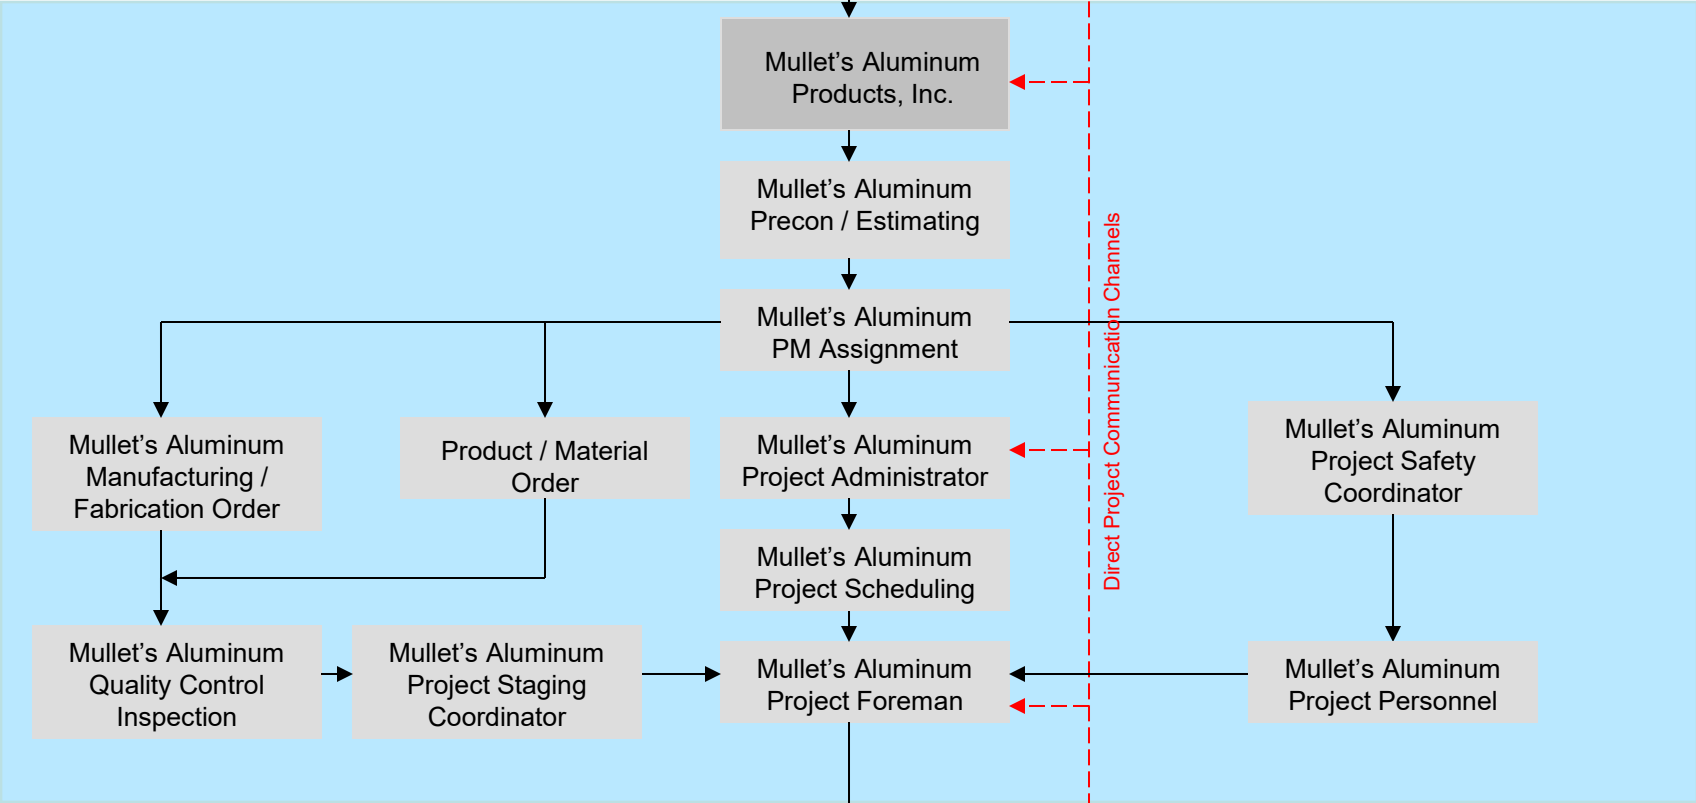 Mullet’s Aluminum
Products, Inc.
Mullet’s Aluminum
Precon / Estimating
Mullet’s Aluminum
PM Assignment
Mullet’s Aluminum
Manufacturing /
Fabrication Order
Product / Material
Order
Mullet’s Aluminum
Project Administrator
Mullet’s Aluminum
Project Safety
Coordinator
Mullet’s Aluminum
Project Scheduling
Mullet’s Aluminum
Quality Control
Inspection
Mullet’s Aluminum
Project Staging
Coordinator
Mullet’s Aluminum
Project Foreman
Mullet’s Aluminum
Project Personnel
Direct Project Communication Channels